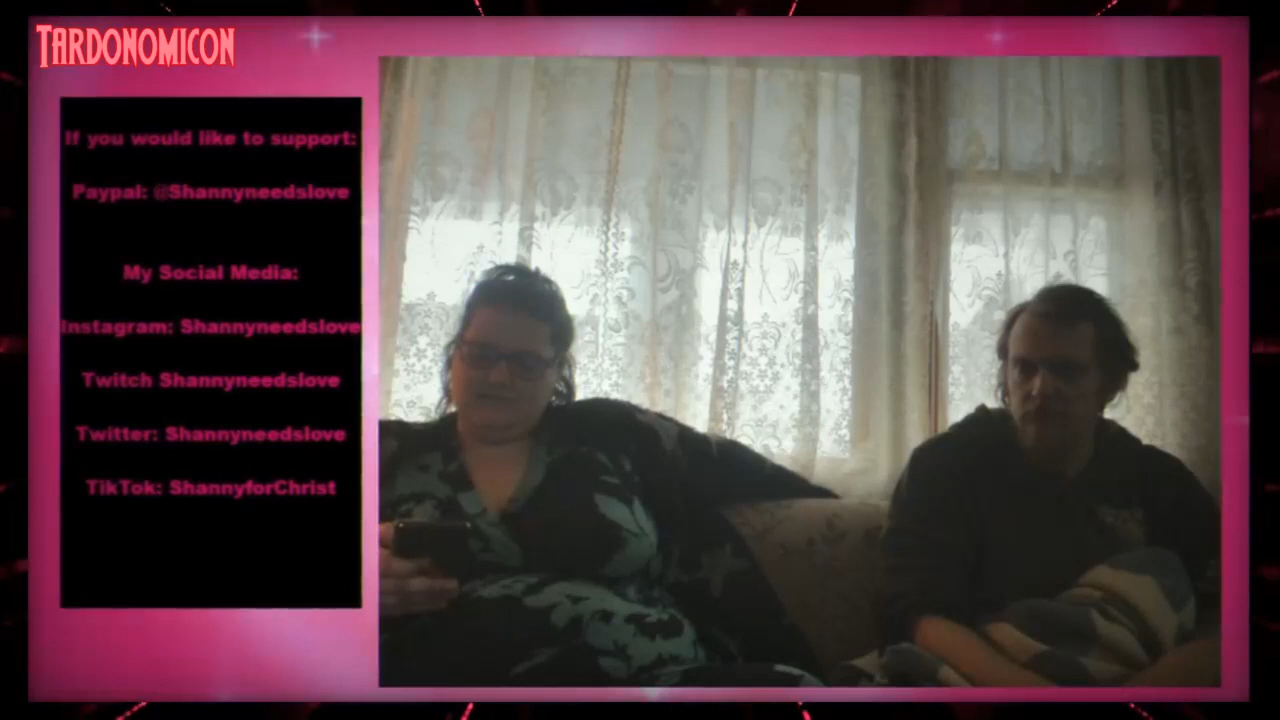 TARDONOMICON
If you would like to support:
Paypal: @Shannyneedslove
My Social Media:
Instagram: Shannyneedslove
Twitch Shannyneedslove
Twitter: Shannyneedslove
TikTok: ShannyforChrist